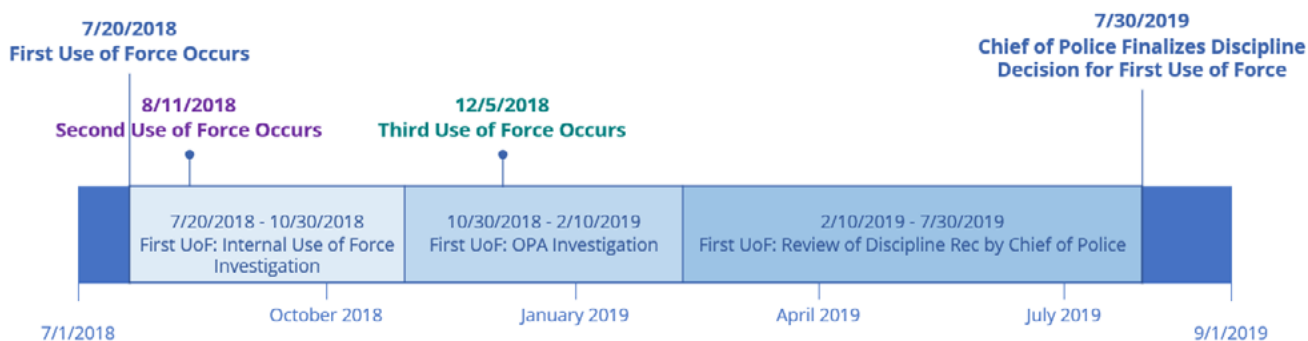 7/20/2018
First Use of Force Occurs
7/30/2019
Chief of Police Finalizes Discipline
Decision for First Use of Force
8/11/2018
Second Use of Force Occurs
12/5/2018
Third Use of Force Occurs
7/20/2018 - 10/30/2018
First UoF: Internal Use of Force
Investigation
10/30/2018 - 2/10/2019
First UoF: OPA Investigation
2/10/2019 - 7/30/2019
First UoF: Review of Discipline Rec by Chief of Police
7/1/2018
October 2018
January 2019
April 2019
July 2019
9/1/2019